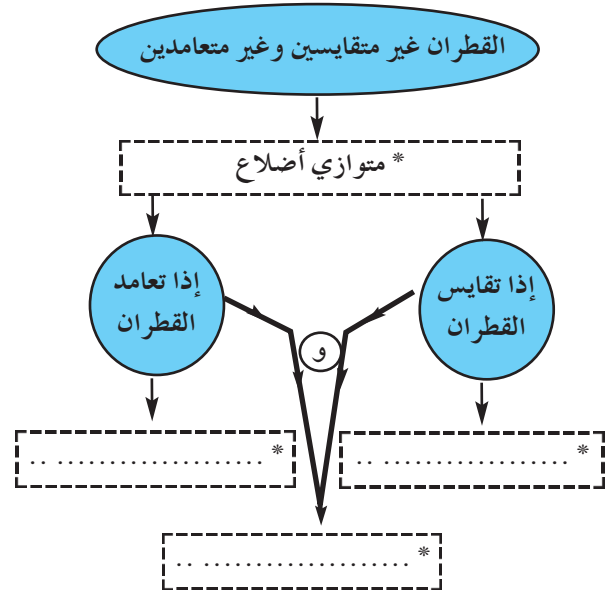 القطران غير متقايسين وغير متعامدين
* متوازي أضلاع
إذا تقايس
القطران
إذا تعامد
القطران
و
* .................... ..
* .................... ..
* .................... ..